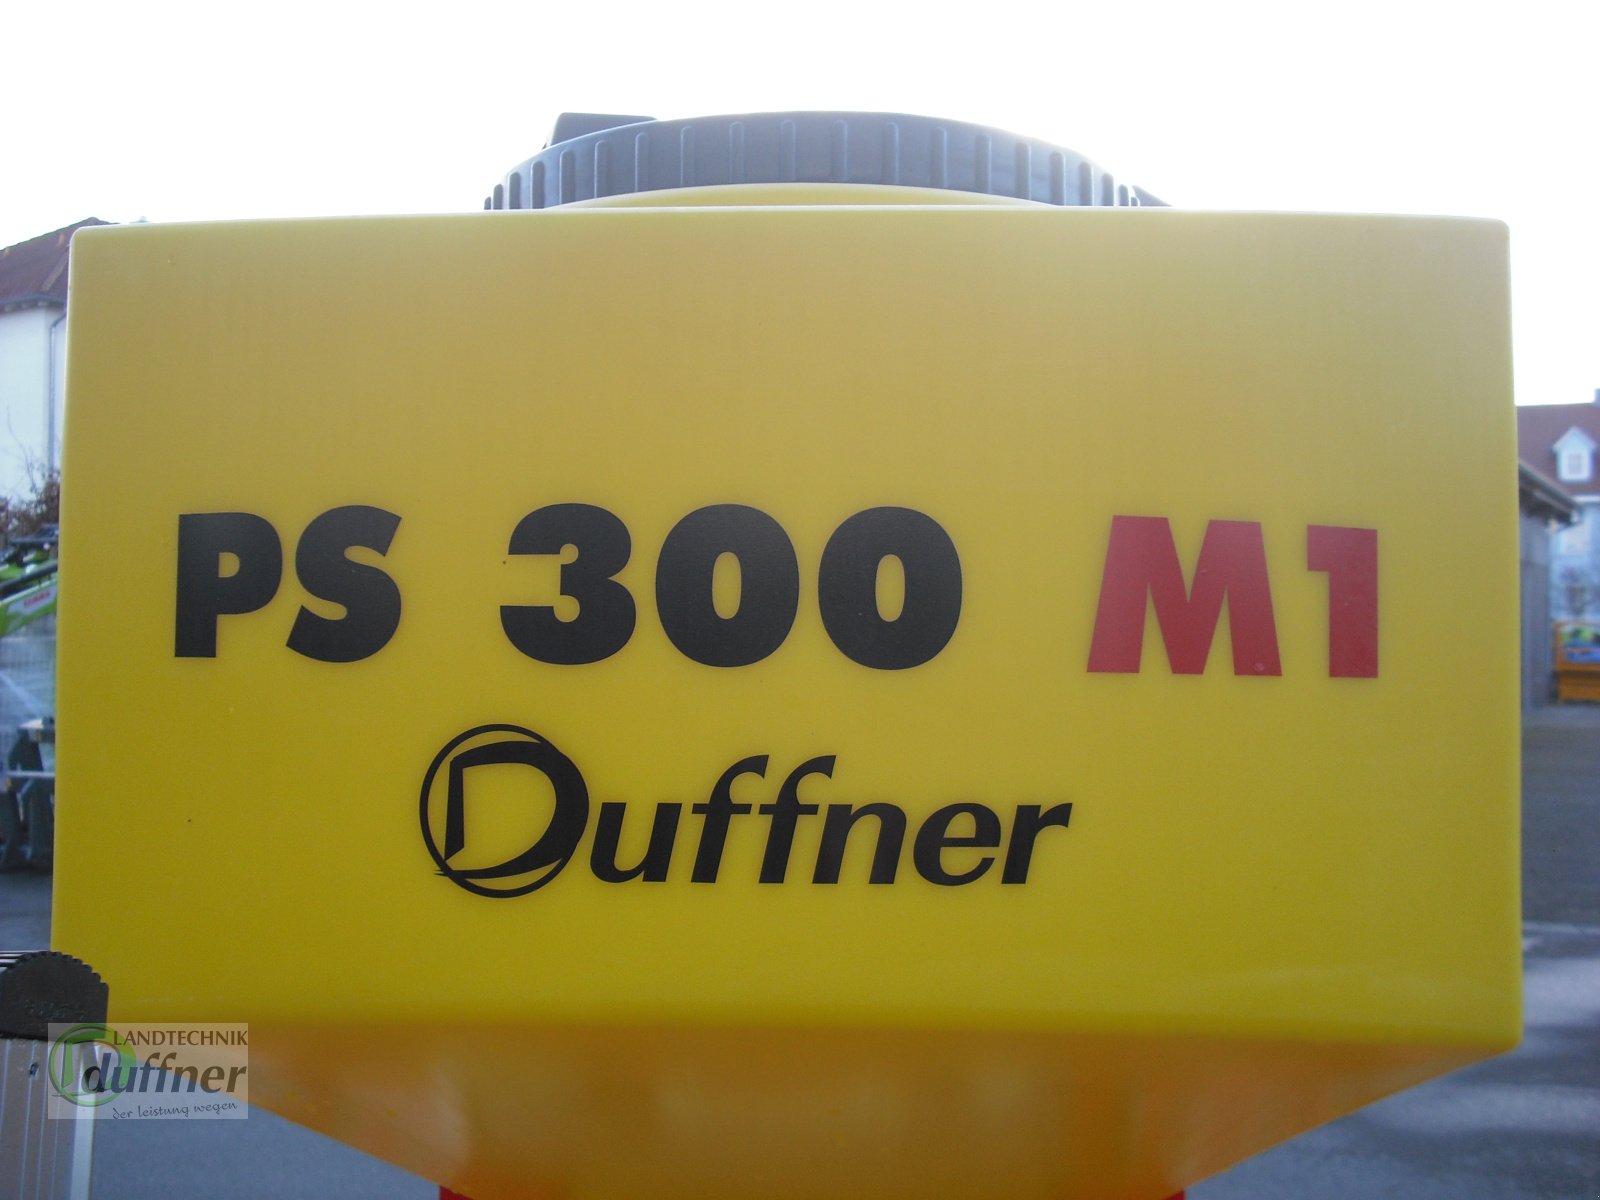 PS 300 M1
Duffner
LANDTECHNIK
duffner
der leistung wegen